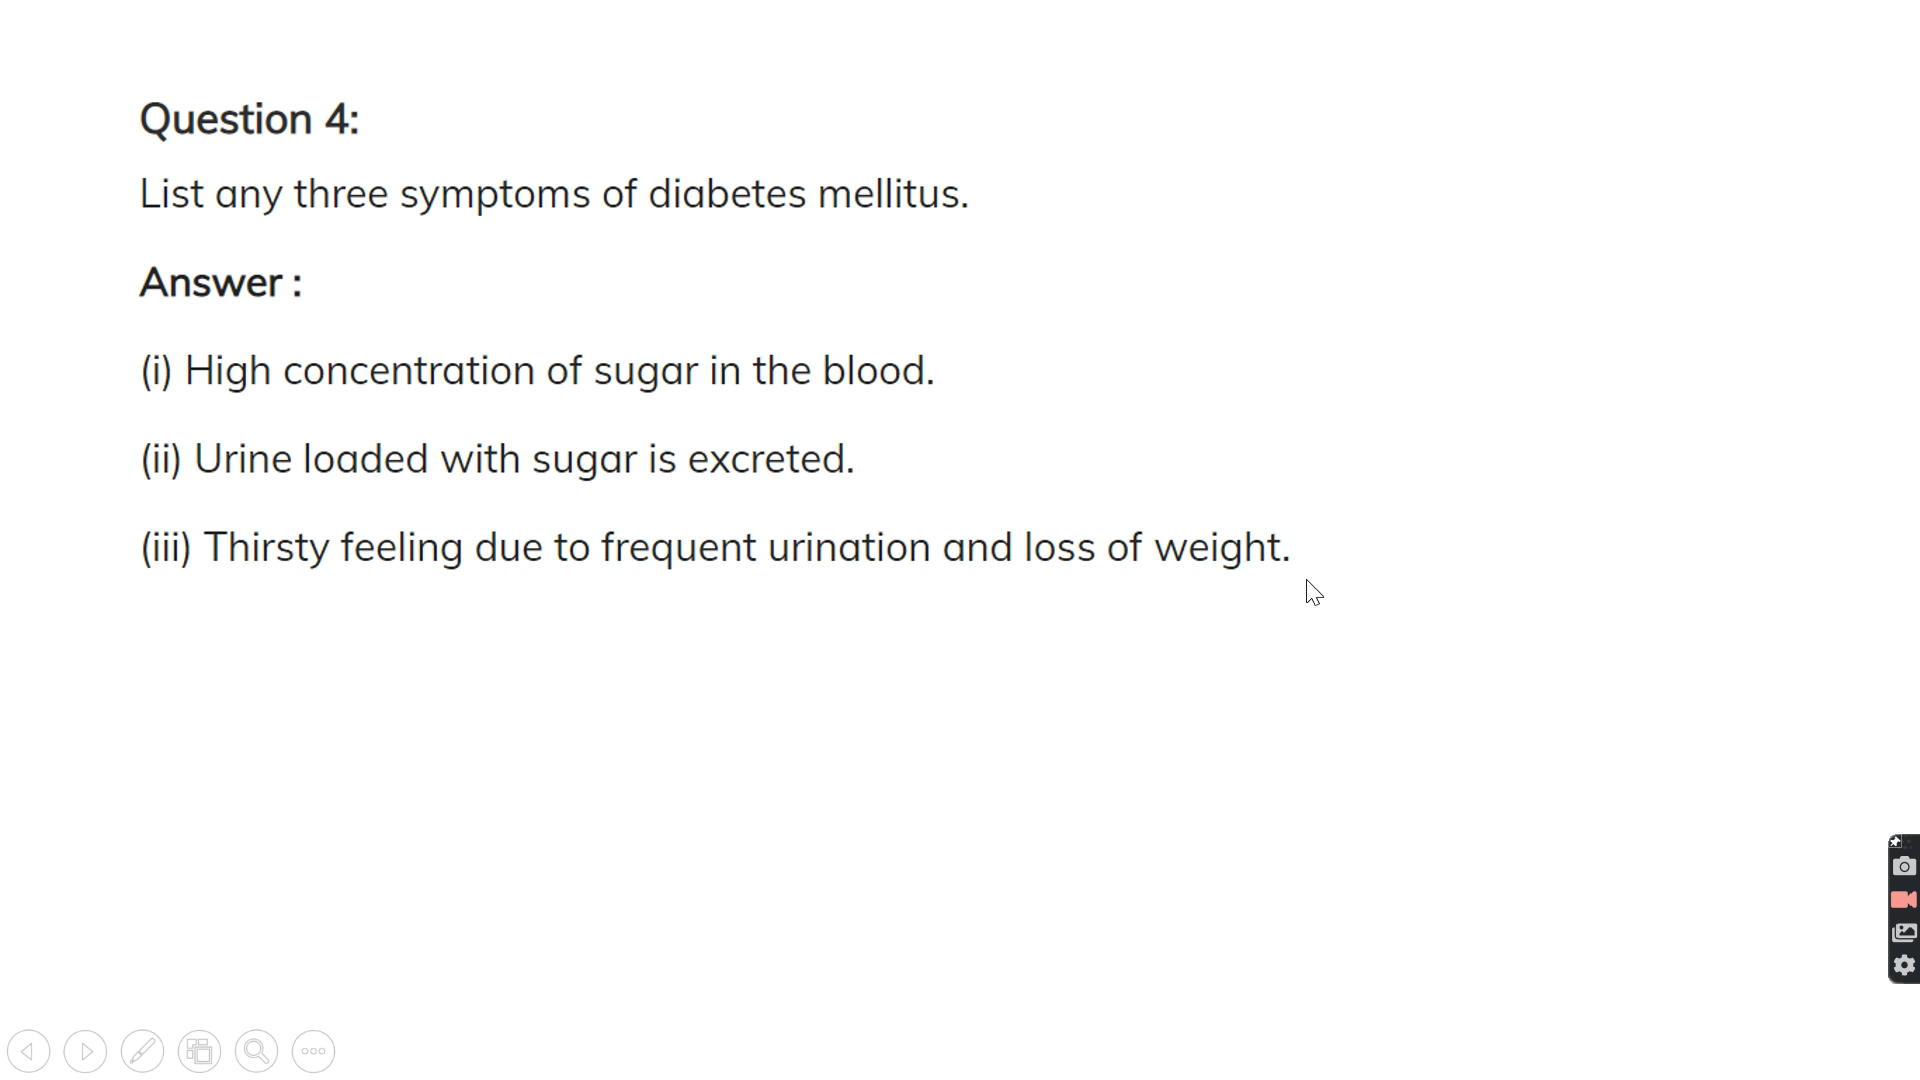 Question 4:
List any three symptoms of diabetes mellitus.
Answer :
(i) High concentration of sugar in the blood.
(ii) Urine loaded with sugar is excreted.
(iii) Thirsty feeling due to frequent urination and loss of weight.